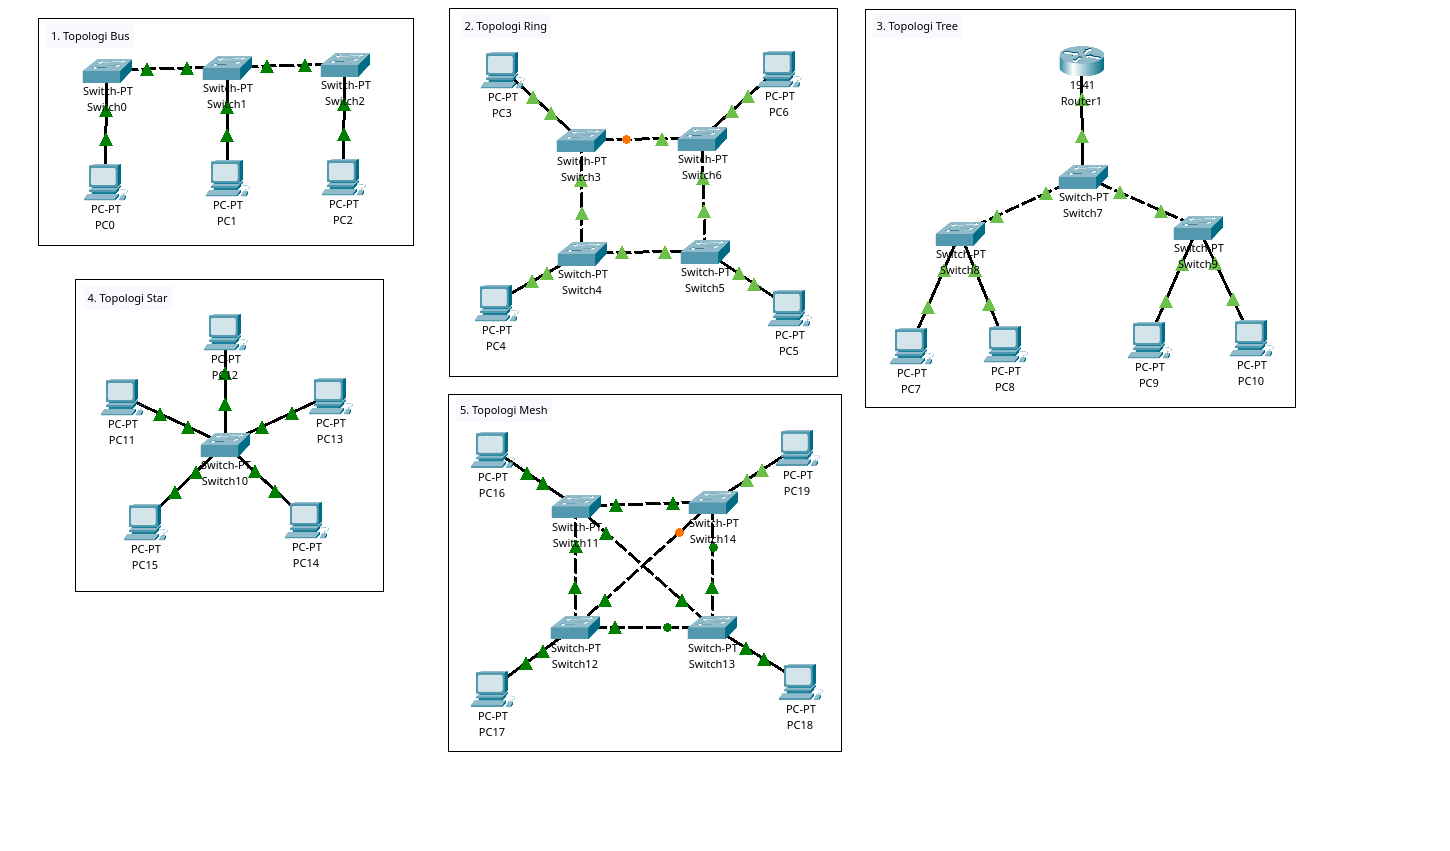 1. Topologi Bus
Switch-PT
Switch0
Switch-PT
Switch1
Switch-PT
Switch2
PC-PT
PC0
PC-PT
PC1
PC-PT
PC2
2. Topologi Ring
PC-PT
PC3
PC-PT
PC6
Switch-PT
Switch3
Switch-PT
Switch6
Switch-PT
Switch4
Switch-PT
Switch5
PC-PT
PC4
PC-PT
PC5
3. Topologi Tree
1941
Router1
Switch-PT
Switch7
Switch-PT
Switch8
Switch-PT
Switch9
PC-PT
PC7
PC-PT
PC8
PC-PT
PC9
PC-PT
PC10
4. Topologi Star
PC-PT
PC12
PC-PT
PC11
PC-PT
PC13
Switch-PT
Switch10
PC-PT
PC15
PC-PT
PC14
5. Topologi Mesh
PC-PT
PC16
PC-PT
PC19
Switch-PT
Switch11
Switch-PT
Switch14
Switch-PT
Switch12
Switch-PT
Switch13
PC-PT
PC17
PC-PT
PC18